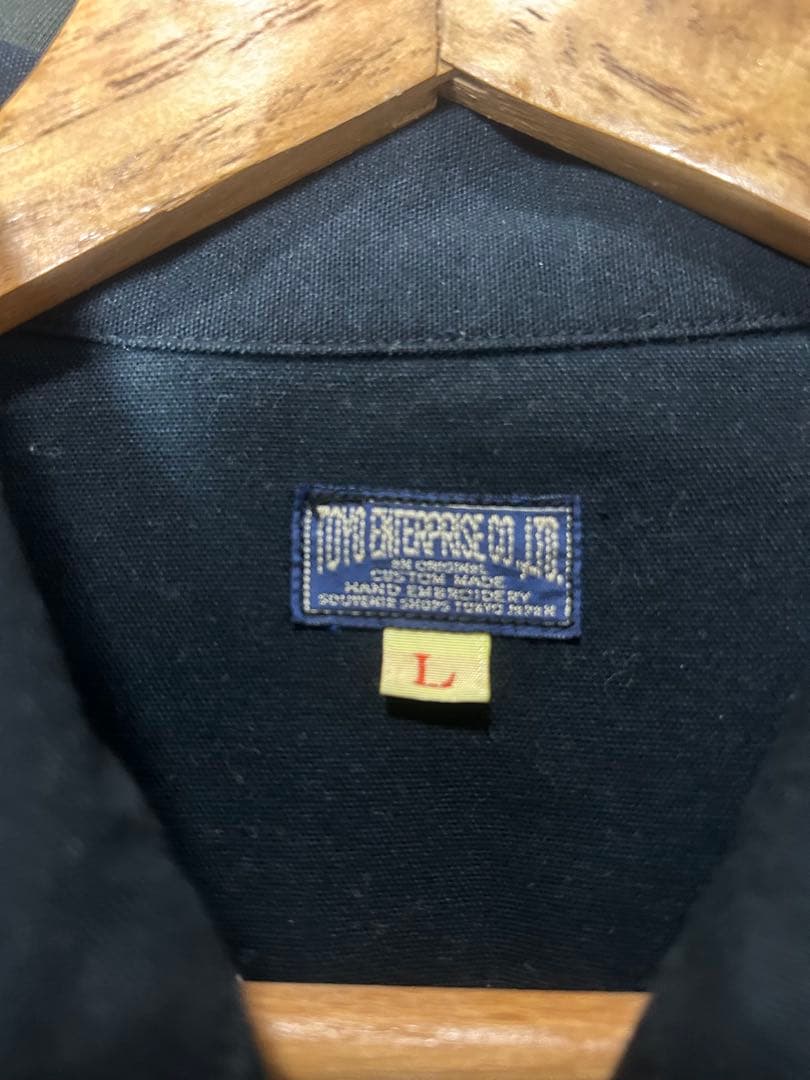 TOYO ENTERPRISE CO., LTD.
AN ORIGINAL
CUSTOM MADE
HAND EMBROIDERY
SOUVENIR SHOPS TOKYO JAPAN
L